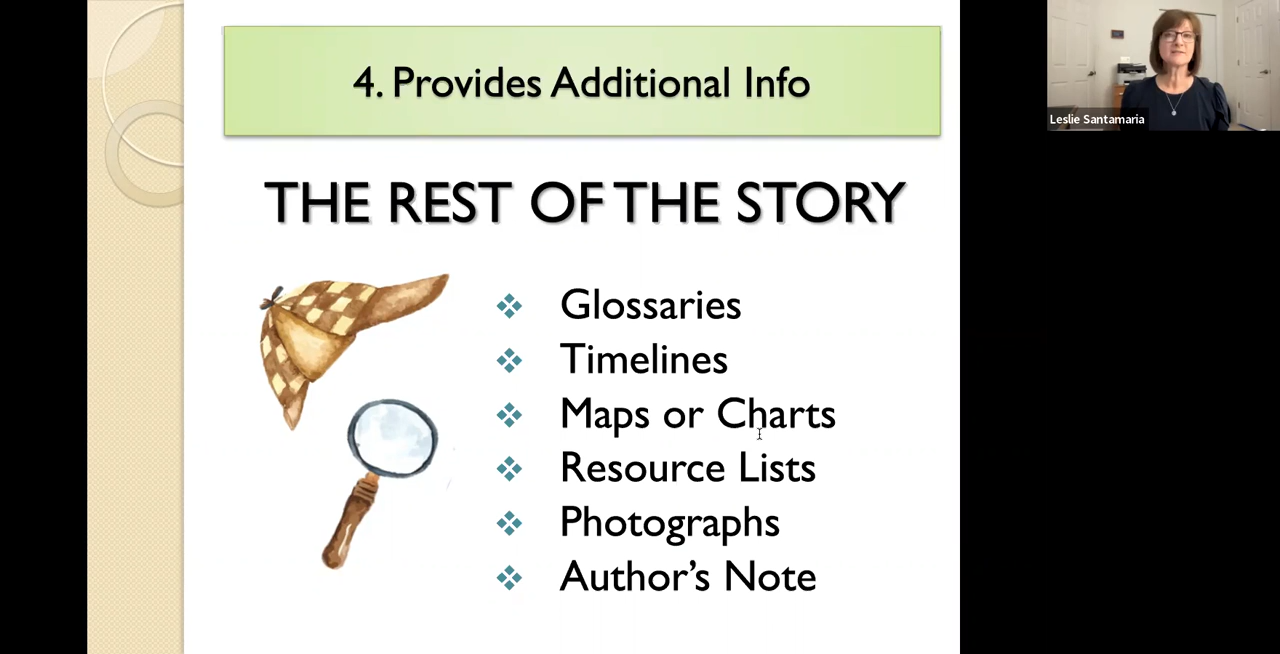 4. Provides Additional Info
THE REST OF THE STORY
Glossaries
Timelines
Maps or Charts
Resource Lists
Photographs
Author’s Note
Leslie Santamaria